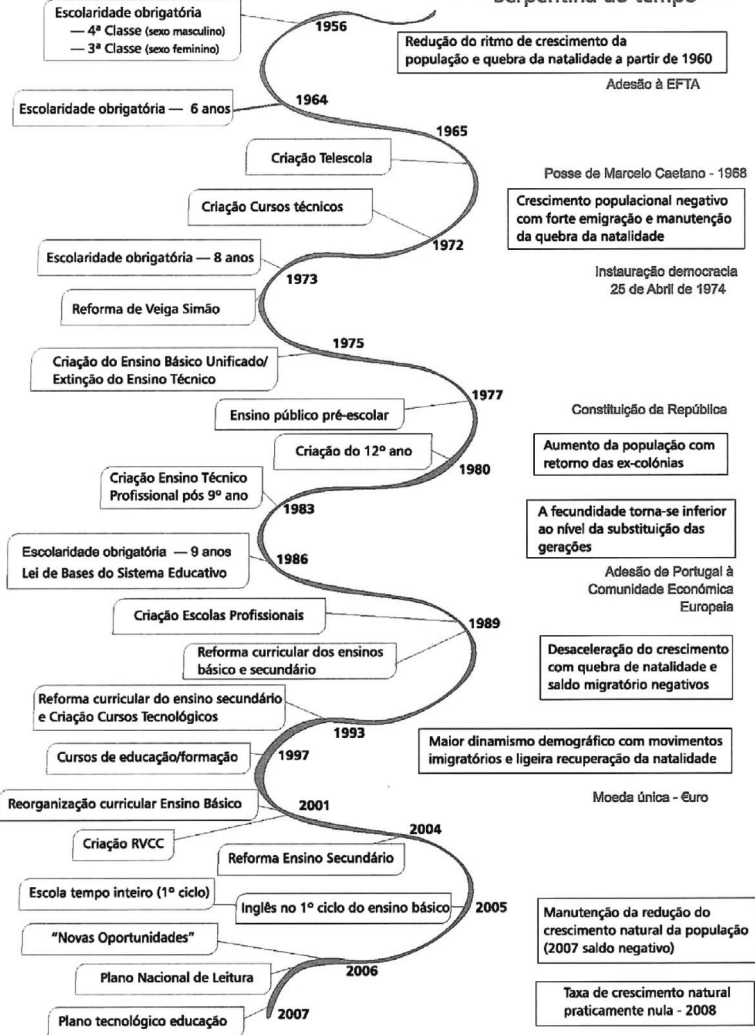 Serpentina do tempo
Escolaridade obrigatória
— 4ª Classe (sexo masculino)
— 3ª Classe (sexo feminino)
1956
Redução do ritmo de crescimento da
população e quebra da natalidade a partir de 1960
Adesão à EFTA
1964
Escolaridade obrigatória — 6 anos
1965
Criação Telescola
Posse de Marcelo Caetano - 1968
Criação Cursos técnicos
Crescimento populacional negativo
com forte emigração e manutenção
da quebra da natalidade
1972
Escolaridade obrigatória — 8 anos
1973
Instauração democracia
25 de Abril de 1974
Reforma de Veiga Simão
1975
Criação do Ensino Básico Unificado/
Extinção do Ensino Técnico
1977
Ensino público pré-escolar
Constituição da República
Criação do 12º ano
1980
Aumento da população com
retorno das ex-colónias
Criação Ensino Técnico
Profissional pós 9º ano
1983
A fecundidade torna-se inferior
ao nível da substituição das
gerações
Escolaridade obrigatória — 9 anos
Lei de Bases do Sistema Educativo
1986
Adesão de Portugal à
Comunidade Económica
Europeia
Criação Escolas Profissionais
1989
Reforma curricular dos ensinos
básico e secundário
Desaceleração do crescimento
com quebra de natalidade e
saldo migratório negativos
Reforma curricular do ensino secundário
e Criação Cursos Tecnológicos
1993
Cursos de educação/formação
1997
Maior dinamismo demográfico com movimentos
imigratórios e ligeira recuperação da natalidade
Moeda única - €uro
Reorganização curricular Ensino Básico
2001
Criação RVCC
2004
Reforma Ensino Secundário
Escola tempo inteiro (1º ciclo)
Inglês no 1º ciclo do ensino básico
2005
Manutenção da redução do
crescimento natural da população
(2007 saldo negativo)
"Novas Oportunidades"
2006
Plano Nacional de Leitura
2007
Plano tecnológico educação
Taxa de crescimento natural
praticamente nula - 2008